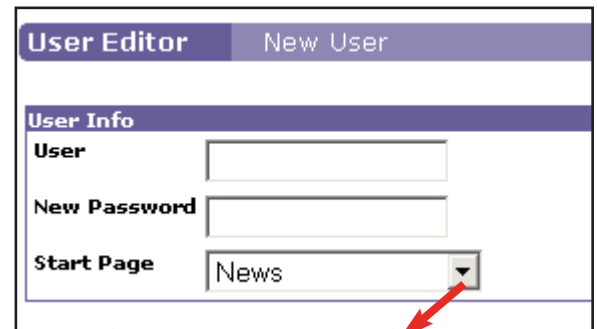 User Editor New User
User Info
User
New Password
Start Page News